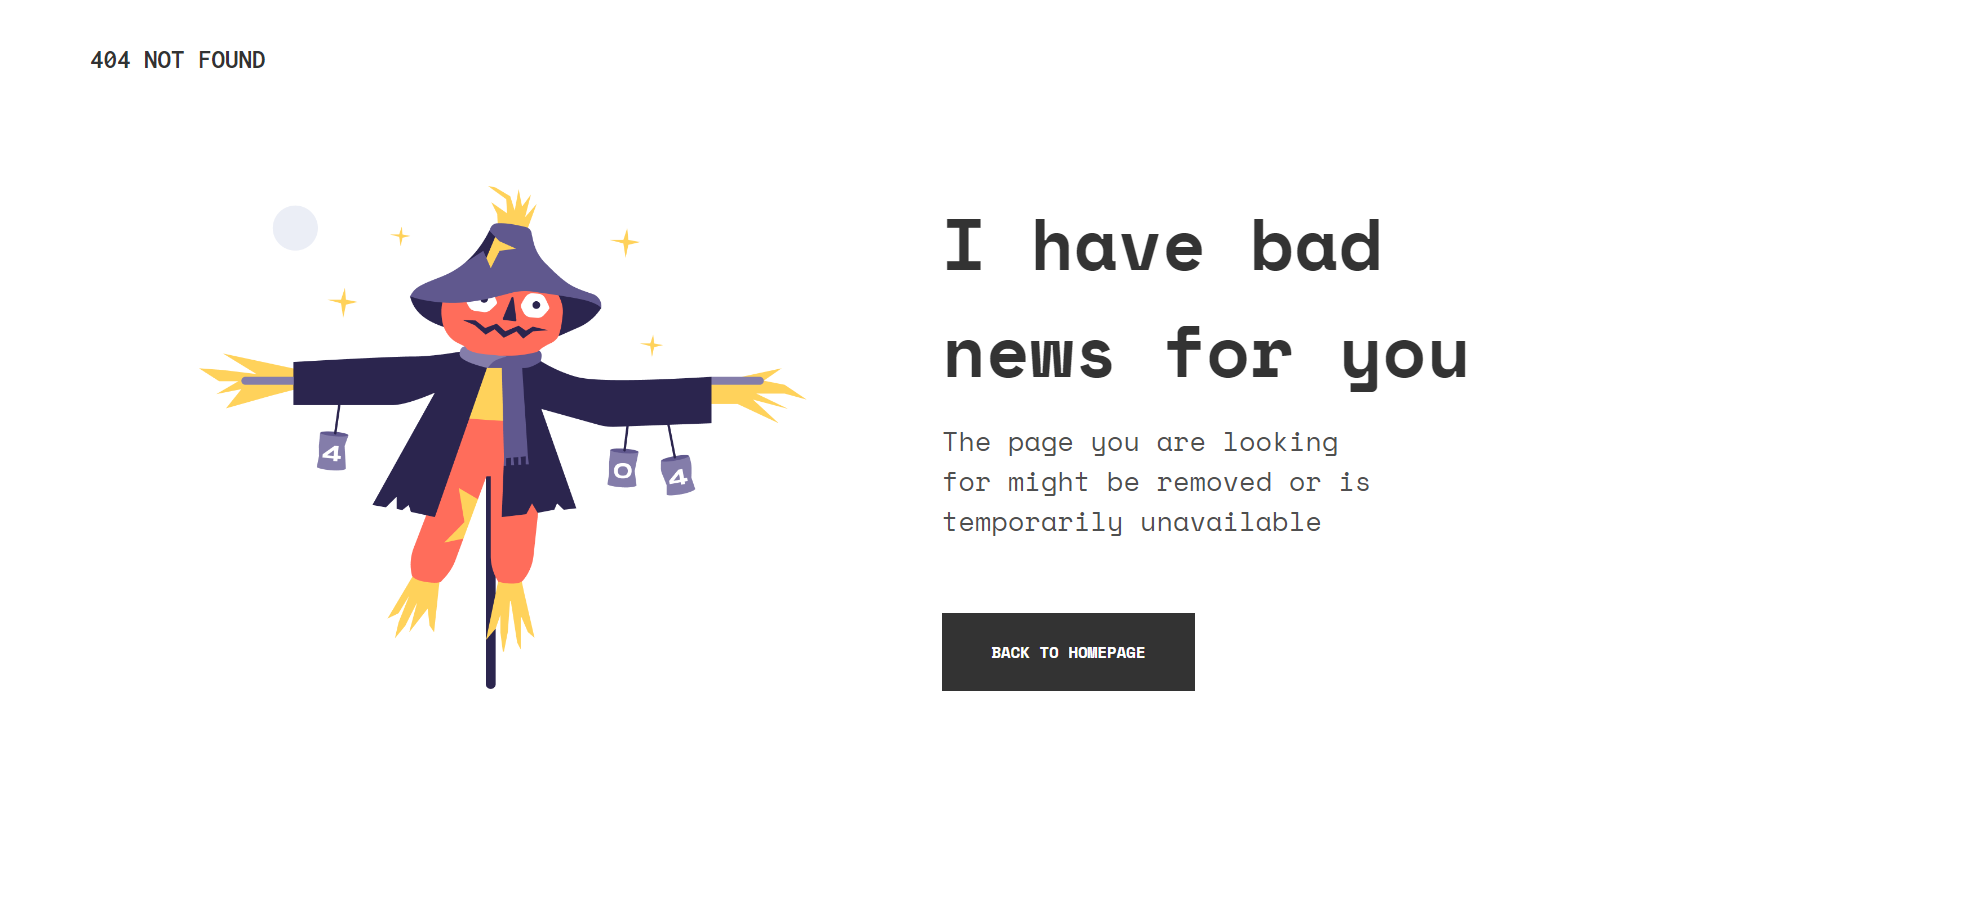 404 NOT FOUND
4
0
4
I have bad
news for you
The page you are looking
for might be removed or is
temporarily unavailable
BACK TO HOMEPAGE